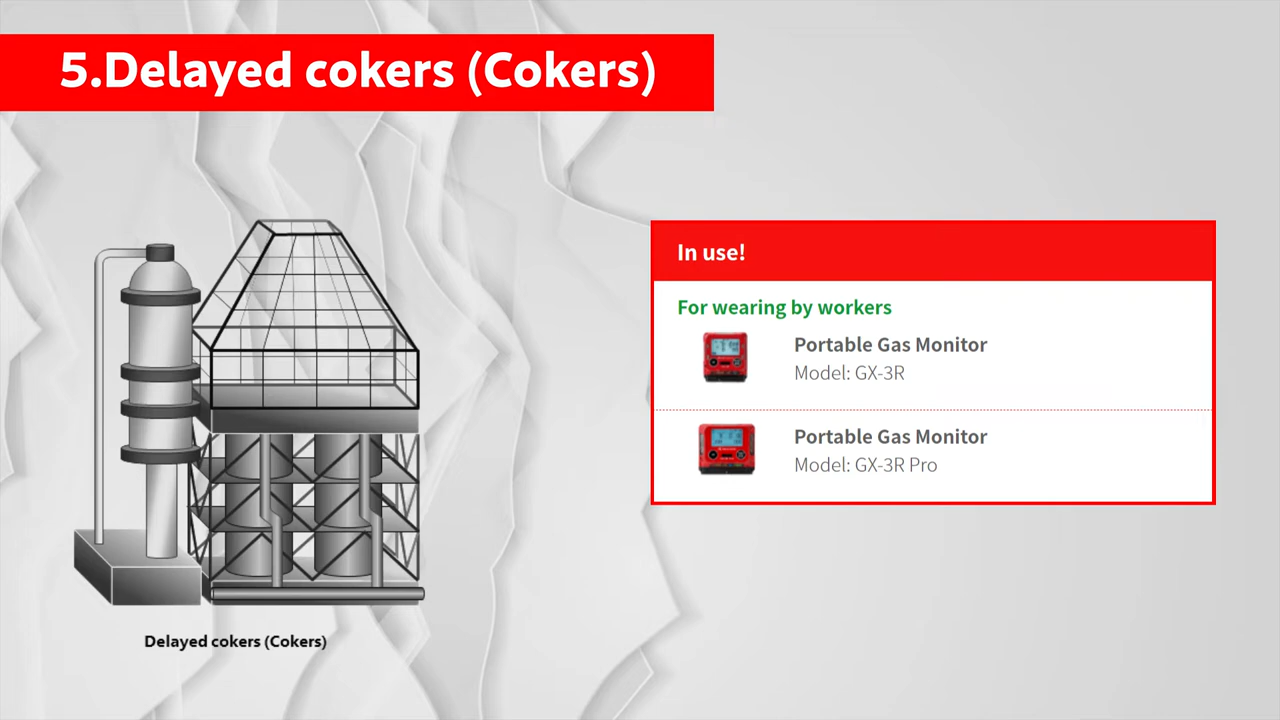 5.Delayed cokers (Cokers)
In use!
For wearing by workers
Portable Gas Monitor
Model: GX-3R
Portable Gas Monitor
Model: GX-3R Pro
Delayed cokers (Cokers)